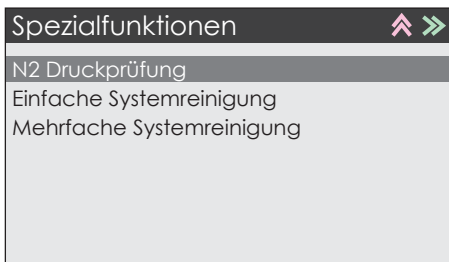 Spezialfunktionen
N2 Druckprüfung
Einfache Systemreinigung
Mehrfache Systemreinigung